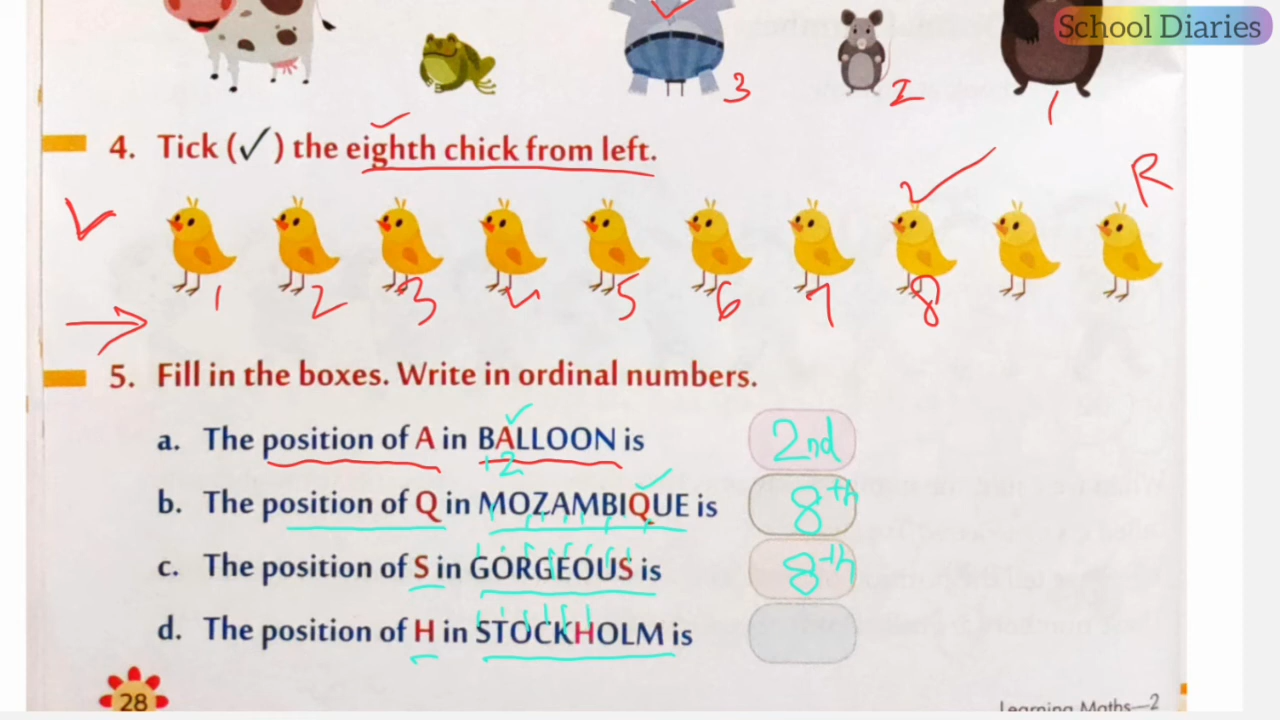 School Diaries
3 2 1
4. Tick (✓) the eighth chick from left.
R
1 2 3 4 5 6 7 8
5. Fill in the boxes. Write in ordinal numbers.
a. The position of A in BALLOON is 2nd
1 2
b. The position of Q in MOZAMBIQUE is 8th
c. The position of S in GORGEOUS is 8th
d. The position of H in STOCKHOLM is
28
Learning Maths—2